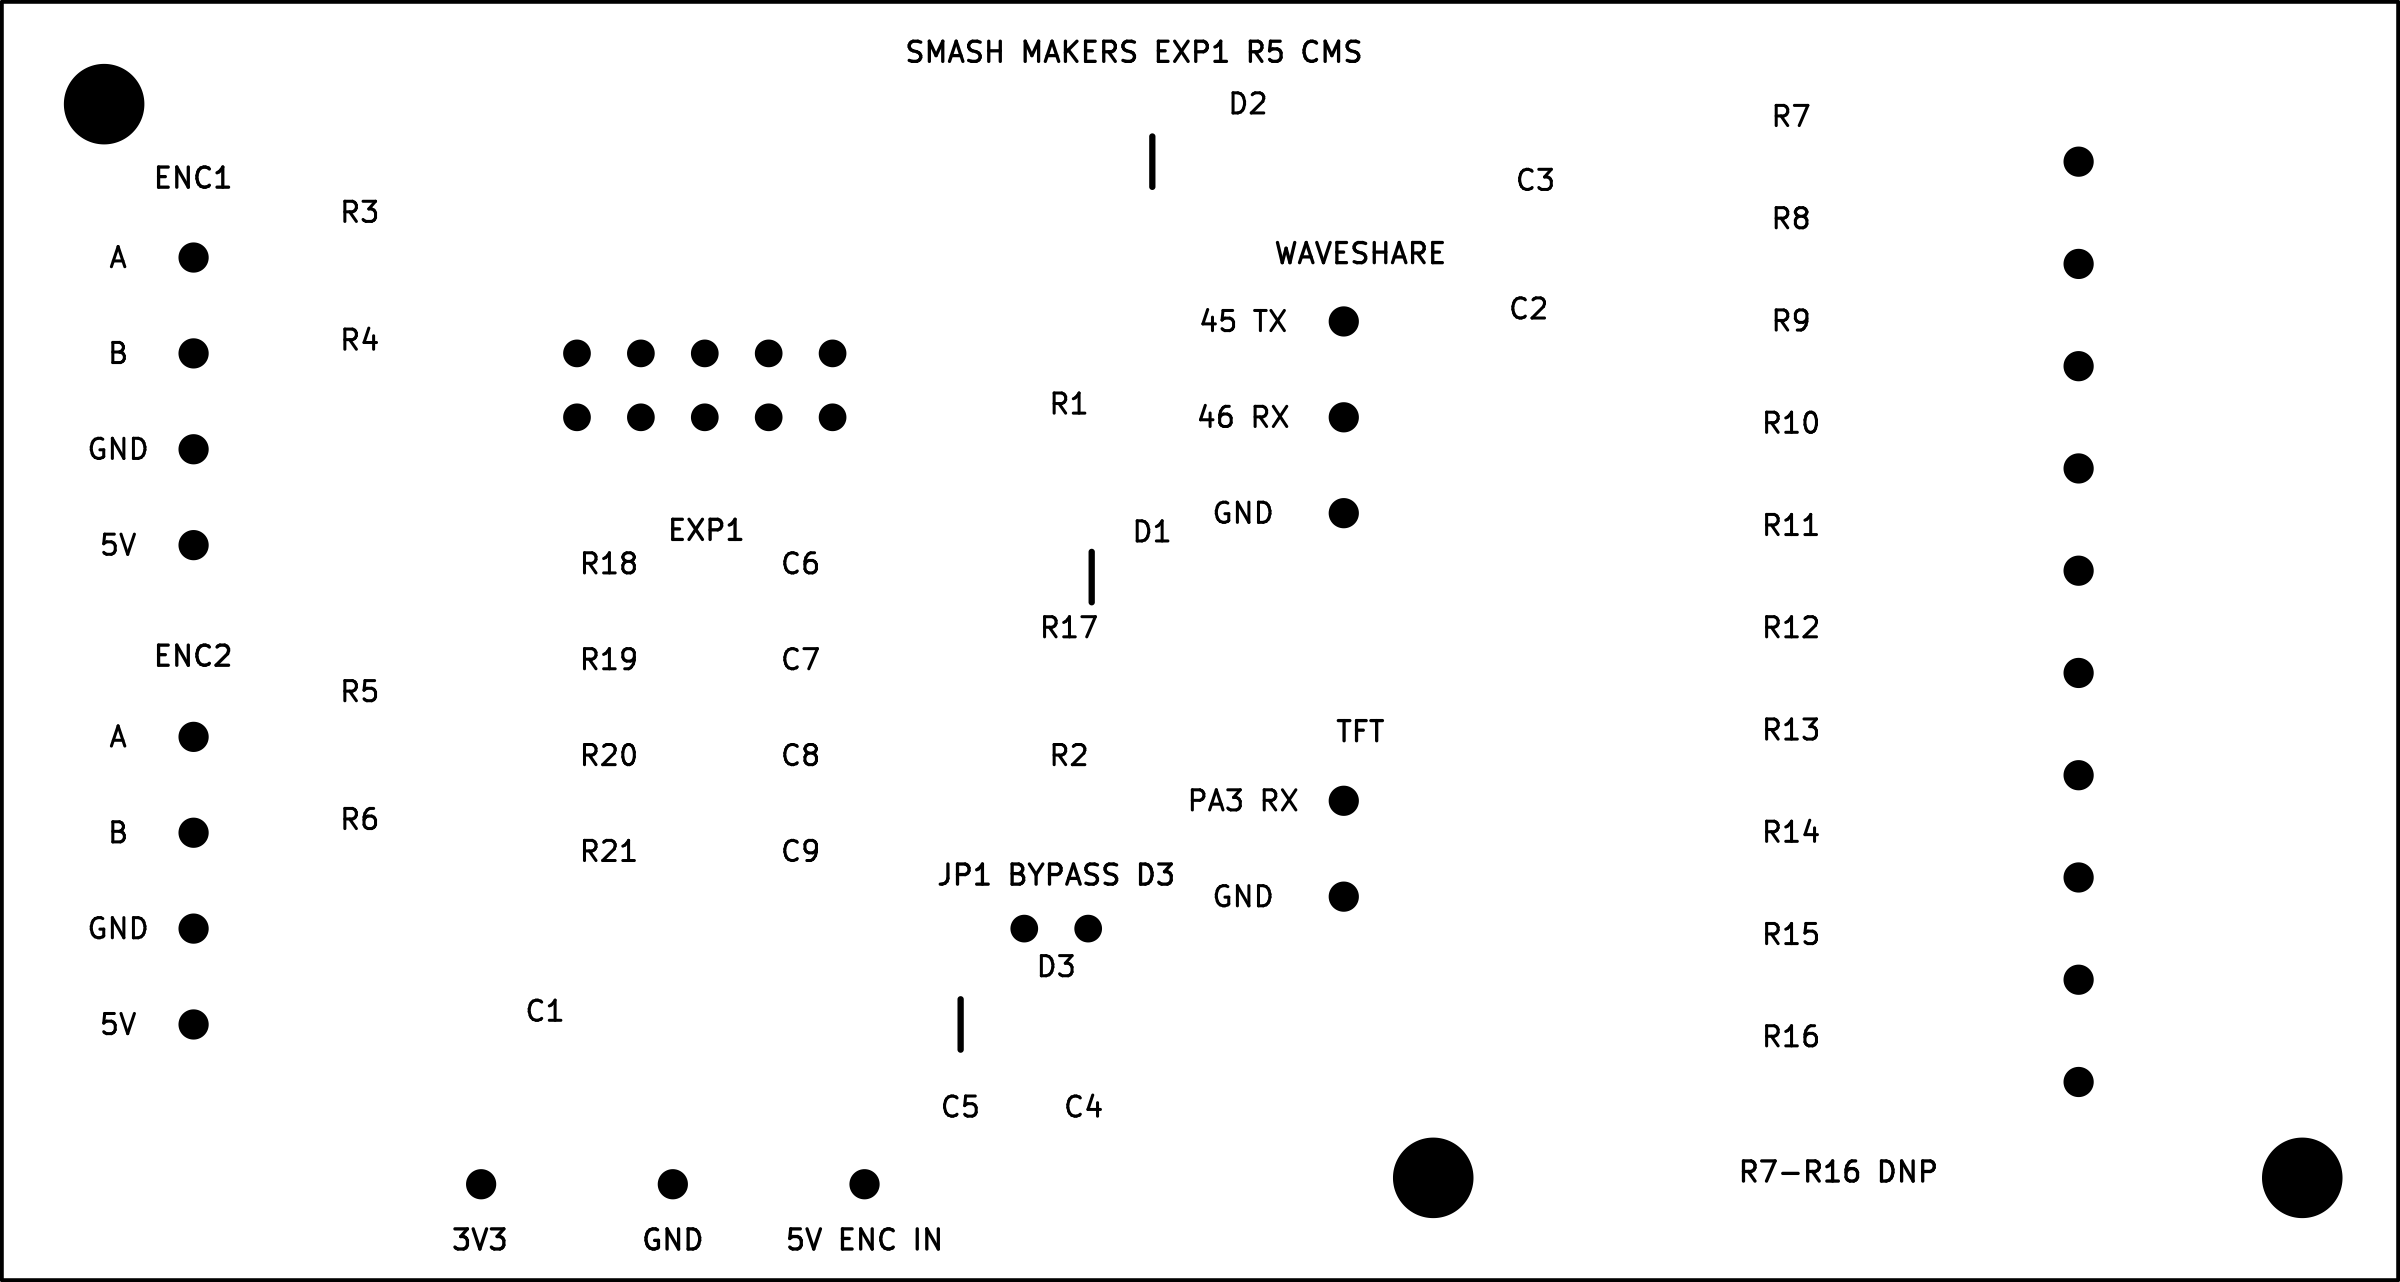 SMASH MAKERS EXP1 R5 CMS
D2
R7
ENC1
C3
R3
R8
A
WAVESHARE
C2
45 TX
R9
R4
B
R1
46 RX
R10
GND
GND
R11
EXP1
D1
5V
R18
C6
R17
R12
ENC2
R19
C7
R5
A
TFT
R13
R20
C8
R2
PA3 RX
R6
B
R14
R21
C9
JP1 BYPASS D3
GND
GND
R15
D3
C1
5V
R16
C5
C4
R7-R16 DNP
3V3
GND
5V ENC IN